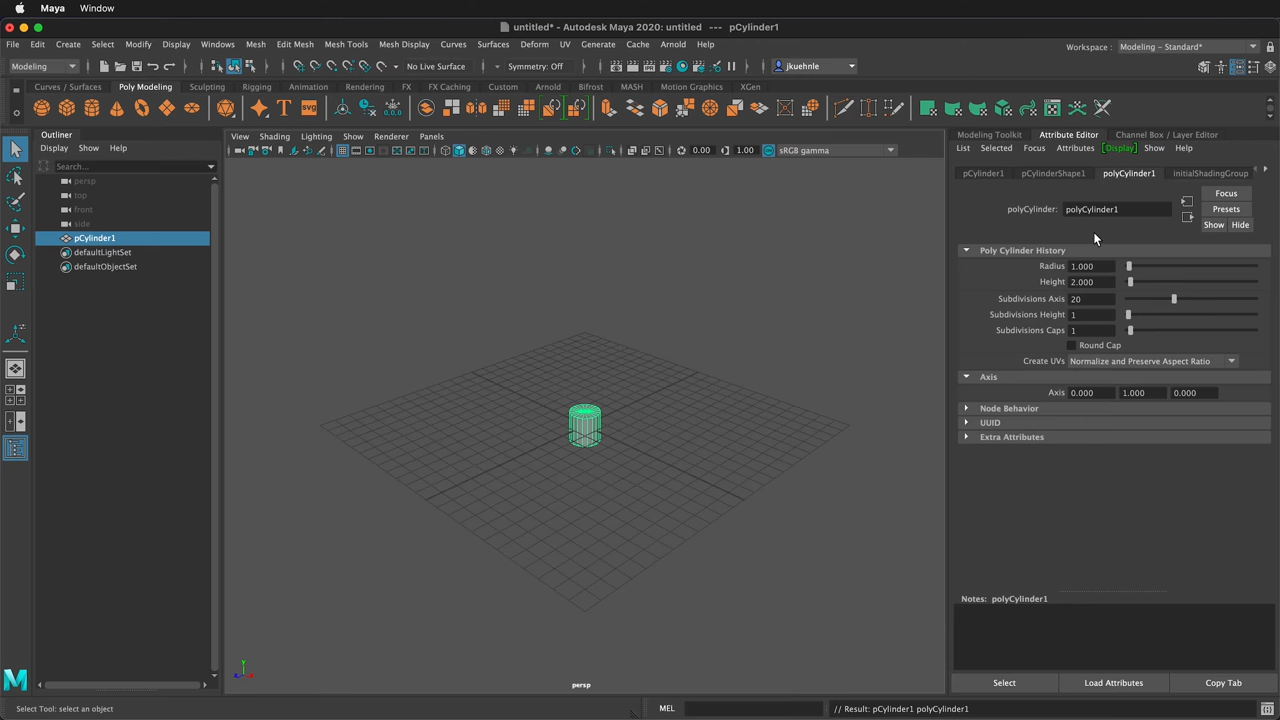 Maya Window
untitled* - Autodesk Maya 2020: untitled --- pCylinder1
File Edit Create Select Modify Display Windows Mesh Edit Mesh Mesh Tools Mesh Display Curves Surfaces Deform UV Generate Cache Arnold Help
Workspace : Modeling - Standard*
Modeling No Live Surface Symmetry: Off jkuehnle
Curves / Surfaces Poly Modeling Sculpting Rigging Animation Rendering FX FX Caching Custom Arnold Bifrost MASH Motion Graphics XGen
SVG
0,0,0
Outliner
Display Show Help
Search...
persp
top
front
side
pCylinder1
defaultLightSet
defaultObjectSet
View Shading Lighting Show Renderer Panels
0.00 1.00 sRGB gamma
persp
Modeling Toolkit Attribute Editor Channel Box / Layer Editor
List Selected Focus Attributes [Display] Show Help
pCylinder1 pCylinderShape1 polyCylinder1 initialShadingGroup
Focus
polyCylinder: polyCylinder1 Presets
Show Hide
Poly Cylinder History
Radius 1.000
Height 2.000
Subdivisions Axis 20
Subdivisions Height 1
Subdivisions Caps 1
Round Cap
Create UVs Normalize and Preserve Aspect Ratio
Axis
Axis 0.000 1.000 0.000
Node Behavior
UUID
Extra Attributes
Notes: polyCylinder1
Select Load Attributes Copy Tab
Select Tool: select an object MEL // Result: pCylinder1 polyCylinder1